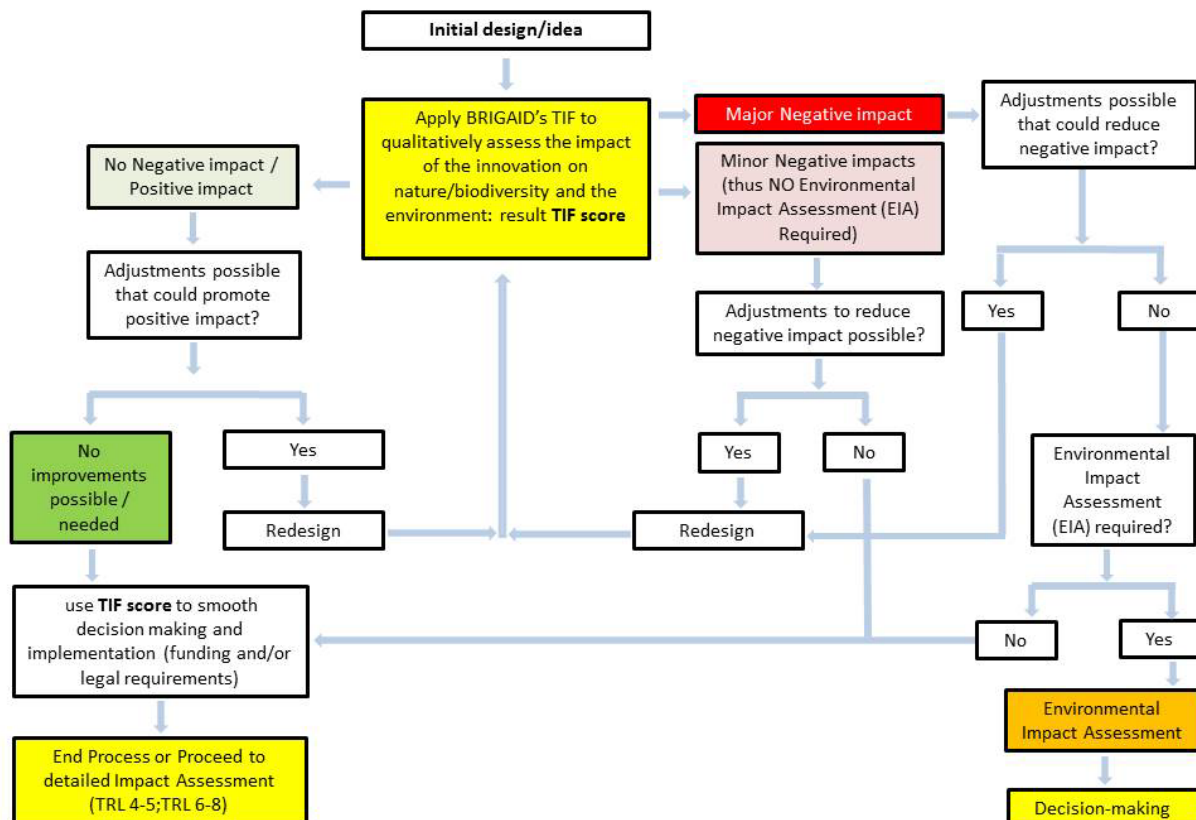 Initial design/idea
Apply BRIGAID's TIF to
qualitatively assess the impact
of the innovation on
nature/biodiversity and the
environment: result TIF score
Major Negative impact
Adjustments possible
that could reduce
negative impact?
No Negative impact /
Positive impact
Minor Negative impacts
(thus NO Environmental
Impact Assessment (EIA)
Required)
Adjustments possible
that could promote
positive impact?
Adjustments to reduce
negative impact possible?
Yes
No
No
improvements
possible /
needed
Yes
Yes
No
Environmental
Impact
Assessment
(EIA) required?
Redesign
Redesign
use TIF score to smooth
decision making and
implementation (funding and/or
legal requirements)
No
Yes
Environmental
Impact Assessment
End Process or Proceed to
detailed Impact Assessment
(TRL 4-5;TRL 6-8)
Decision-making